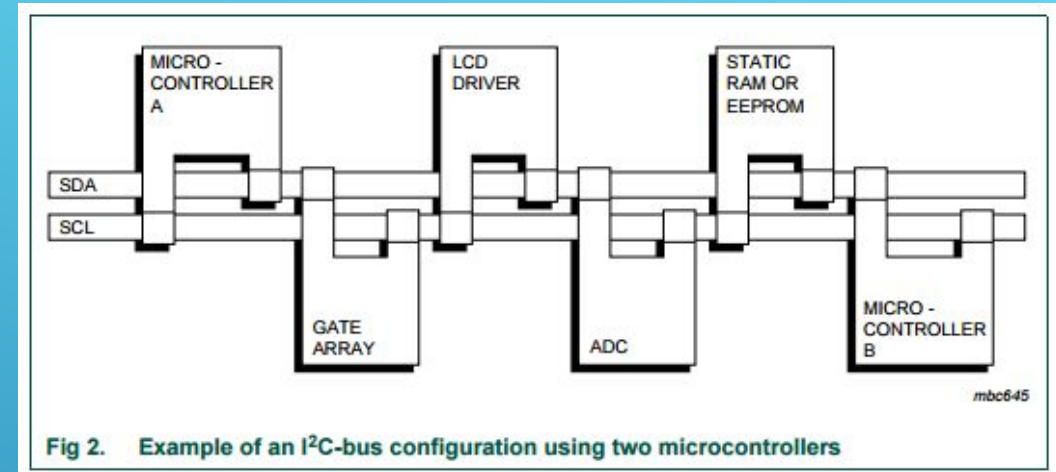 MICRO -
CONTROLLER
A
LCD
DRIVER
STATIC
RAM OR
EEPROM
SDA
SCL
GATE
ARRAY
ADC
MICRO -
CONTROLLER
B
mbc645
Fig 2. Example of an I²C-bus configuration using two microcontrollers